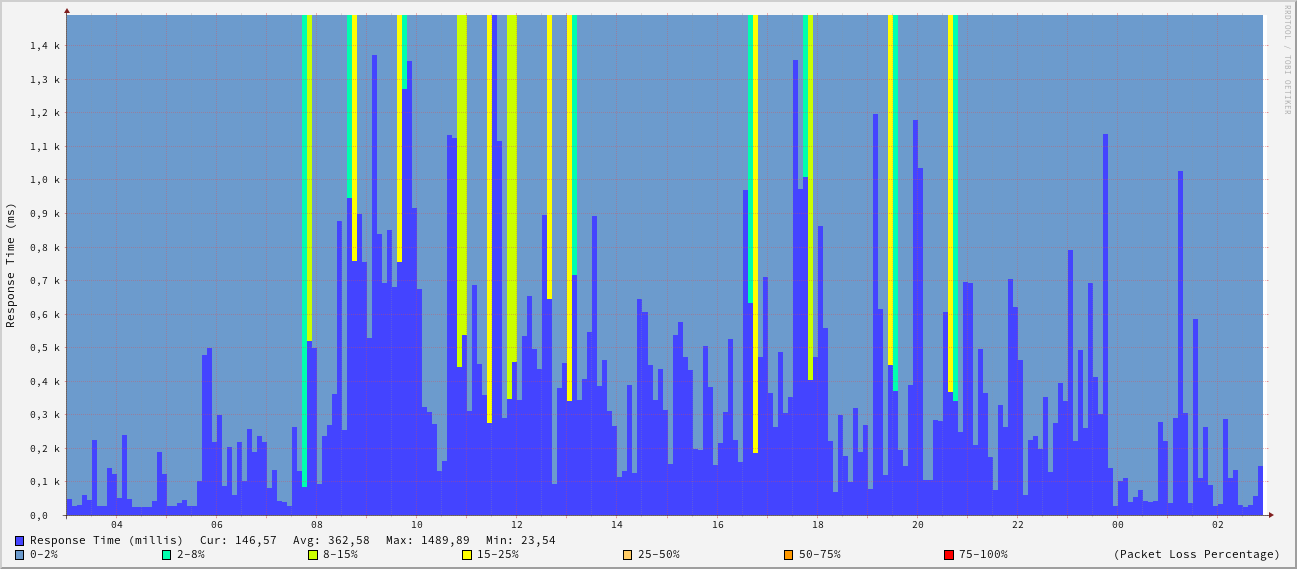 RRDTOOL / TOBI OETIKER
Response Time (ms)
1,4 k
1,3 k
1,2 k
1,1 k
1,0 k
0,9 k
0,8 k
0,7 k
0,6 k
0,5 k
0,4 k
0,3 k
0,2 k
0,1 k
0,0
04 06 08 10 12 14 16 18 20 22 00 02
Response Time (millis) Cur: 146,57 Avg: 362,58 Max: 1489,89 Min: 23,54
0-2% 2-8% 8-15% 15-25% 25-50% 50-75% 75-100% (Packet Loss Percentage)